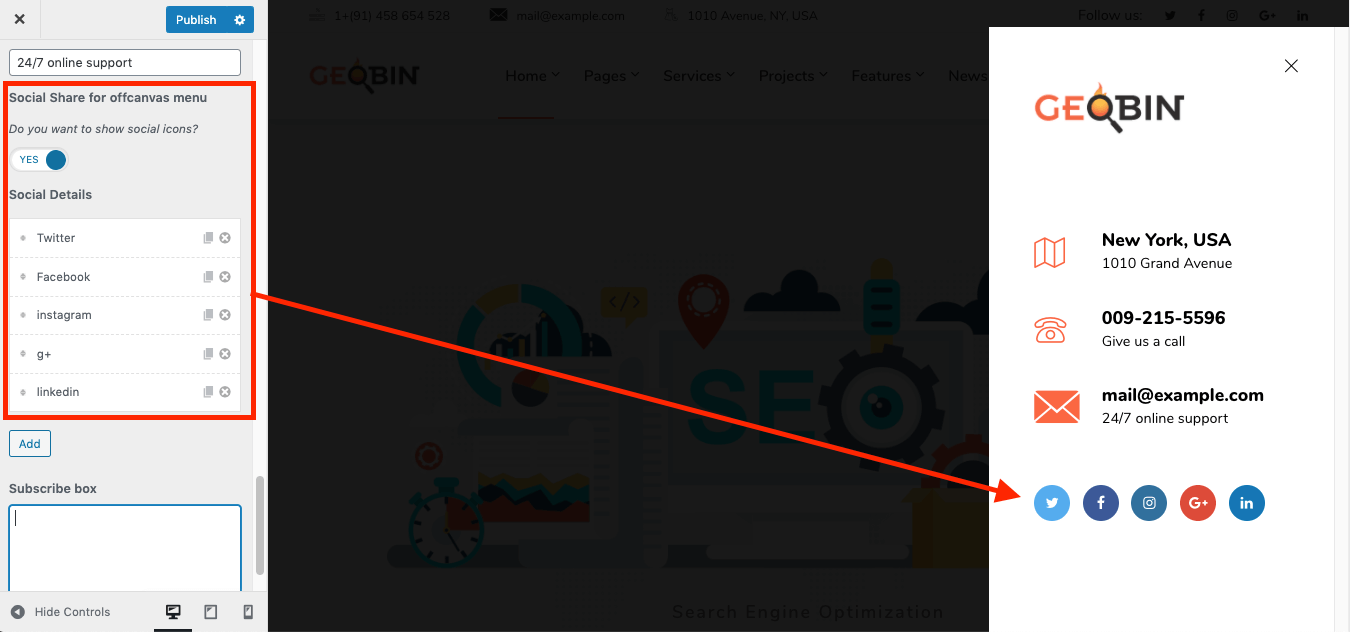 Publish
24/7 online support
Social Share for offcanvas menu
Do you want to show social icons?
YES
Social Details
Twitter
Facebook
instagram
g+
linkedin
Add
Subscribe box
Hide Controls
1+(91) 458 654 528
mail@example.com
1010 Avenue, NY, USA
Follow us:
G+
in
GEOBIN
Home
Pages
Services
Projects
Features
News
</>
SEO
Search Engine Optimization
GEOBIN
New York, USA
1010 Grand Avenue
009-215-5596
Give us a call
mail@example.com
24/7 online support
G+
in